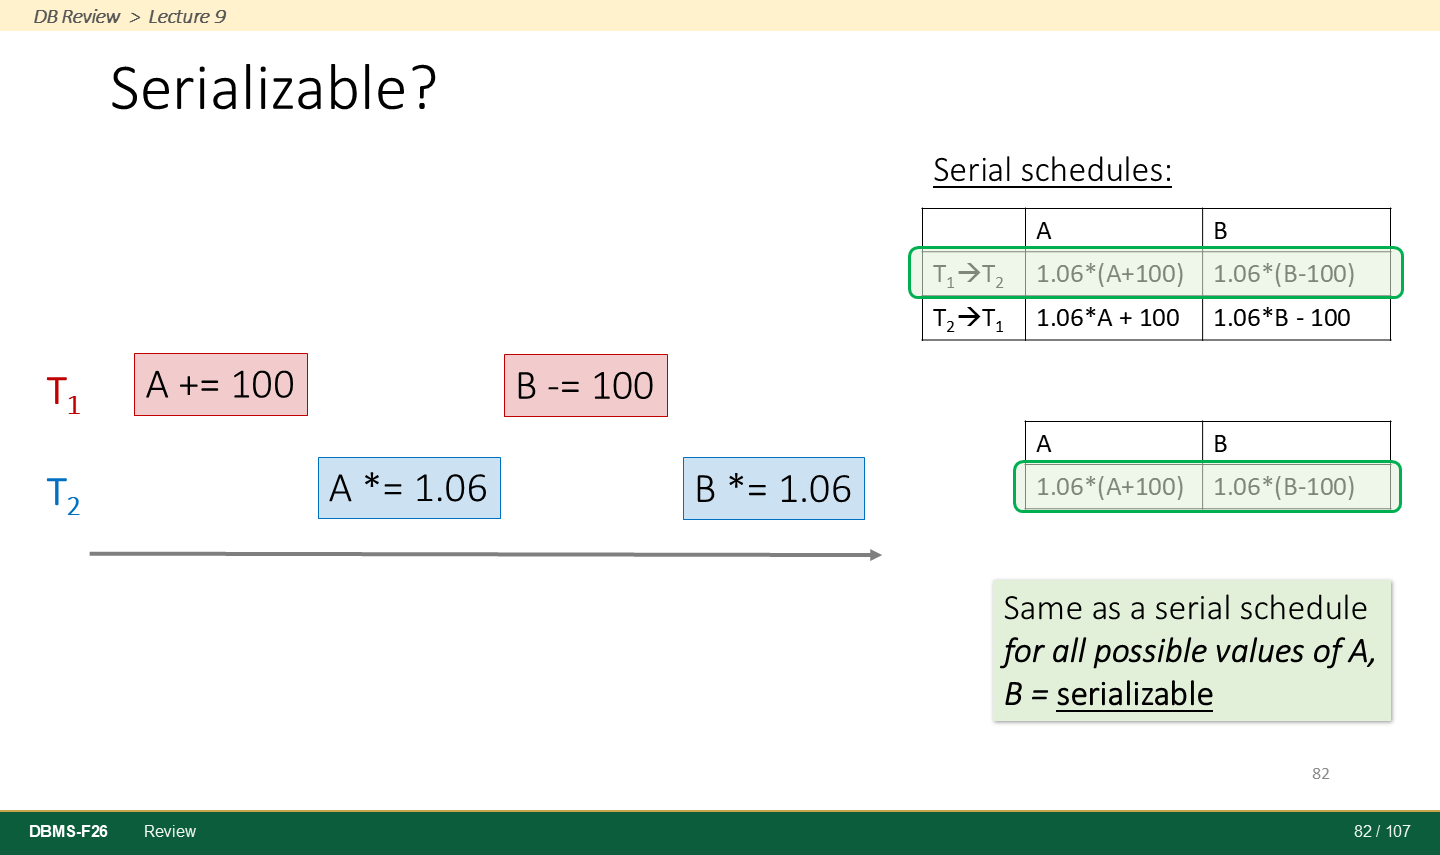 DB Review > Lecture 9
Serializable?
Serial schedules:
A B
T1→T2 1.06*(A+100) 1.06*(B-100)
T2→T1 1.06*A + 100 1.06*B - 100
T1 A += 100 B -= 100
T2 A *= 1.06 B *= 1.06
A B
1.06*(A+100) 1.06*(B-100)
Same as a serial schedule
for all possible values of A,
B = serializable
82
DBMS-F26 Review 82 / 107